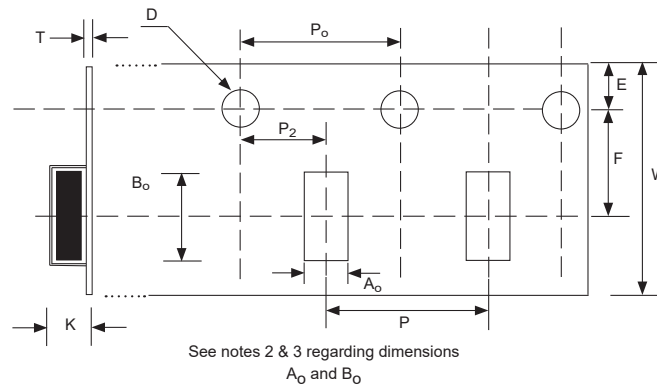 D
T
Po
E
P2
F
W
Bo
Ao
K
P
See notes 2 & 3 regarding dimensions
AO and BO